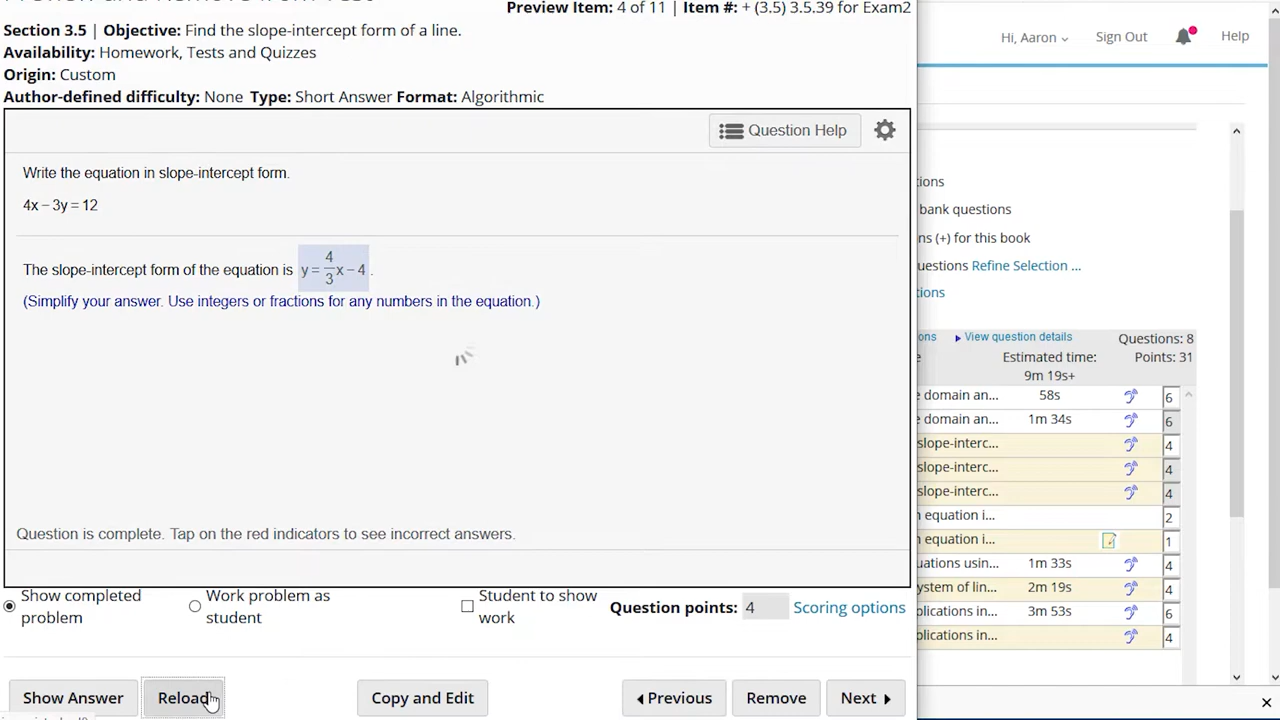 Preview Item: 4 of 11 | Item #: + (3.5) 3.5.39 for Exam2
Section 3.5 | Objective: Find the slope-intercept form of a line.
Availability: Homework, Tests and Quizzes
Origin: Custom
Author-defined difficulty: None Type: Short Answer Format: Algorithmic
Question Help
Write the equation in slope-intercept form.
4x − 3y = 12
The slope-intercept form of the equation is y = 4/3 x − 4 .
(Simplify your answer. Use integers or fractions for any numbers in the equation.)
Question is complete. Tap on the red indicators to see incorrect answers.
Show completed problem
Work problem as student
Student to show work
Question points: 4 Scoring options
Show Answer Reload Copy and Edit Previous Remove Next
Hi, Aaron Sign Out Help
tions
bank questions
ns (+) for this book
uestions Refine Selection ...
tions
ons View question details Questions: 8
e Estimated time: Points: 31
9m 19s+
e domain an... 58s 6
e domain an... 1m 34s 6
slope-interc... 4
slope-interc... 4
slope-interc... 4
n equation i... 2
n equation i... 1
uations usin... 1m 33s 4
ystem of lin... 2m 19s 4
plications in... 3m 53s 6
plications in... 4